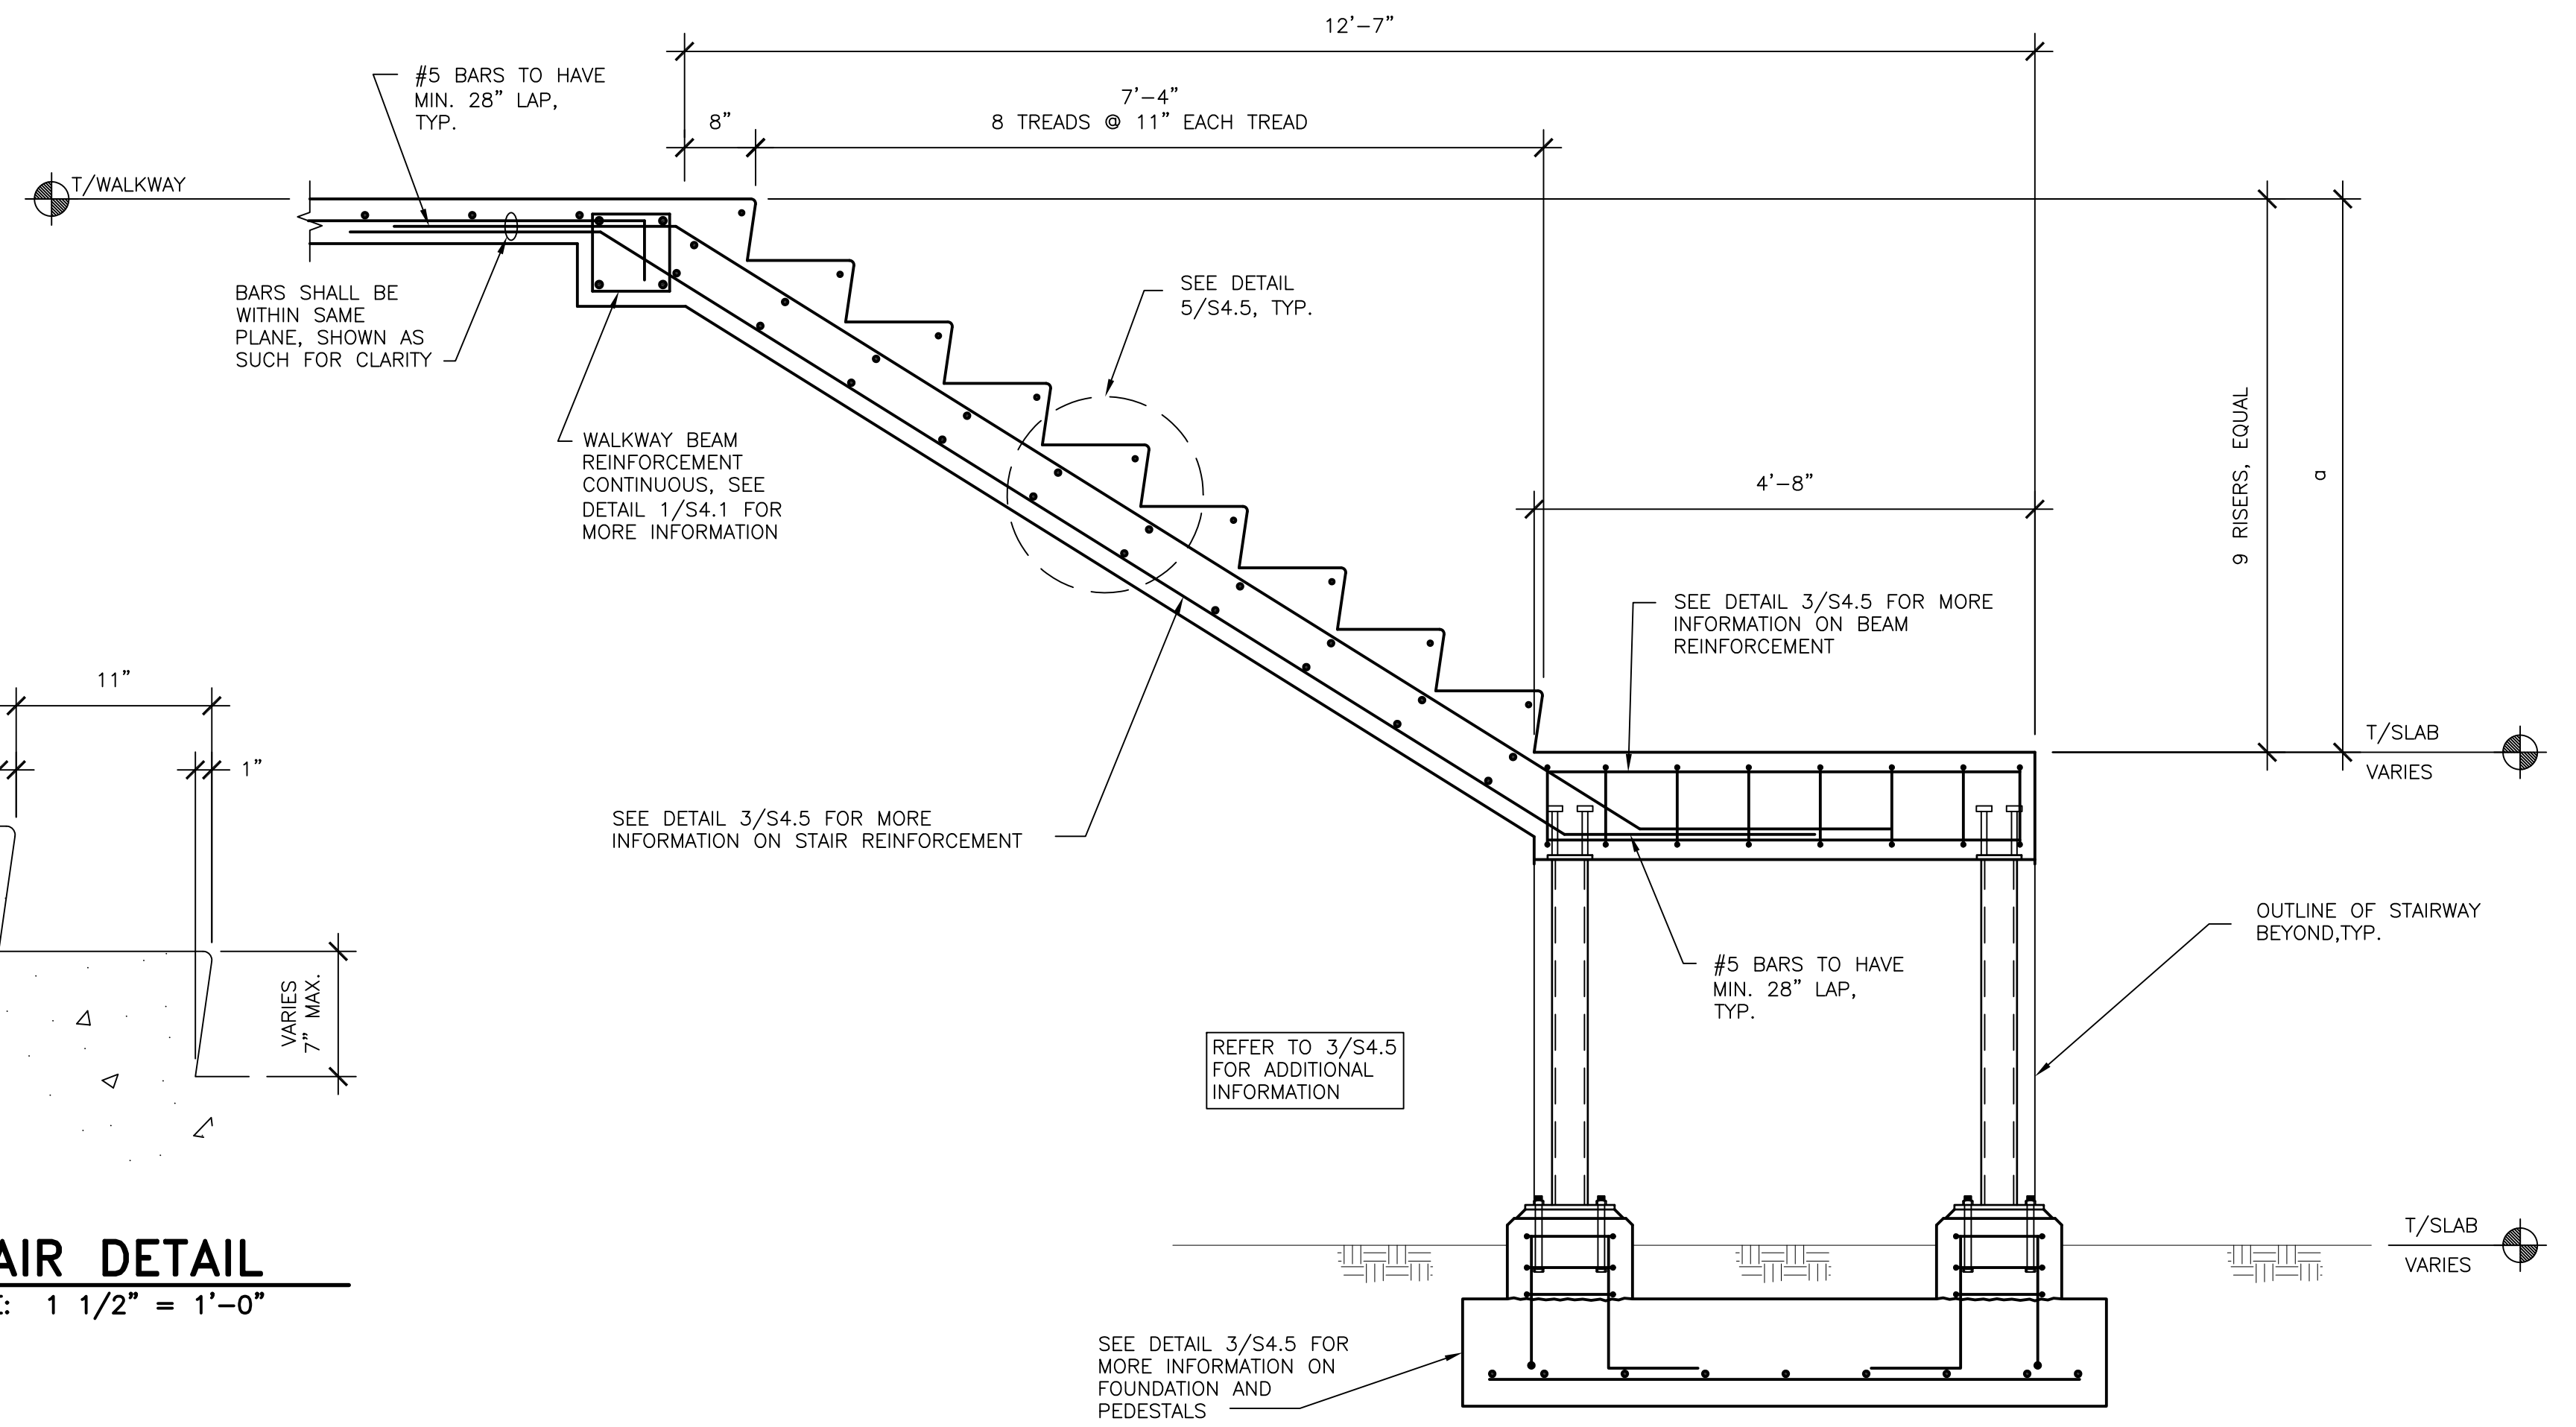 12'-7"
#5 BARS TO HAVE
MIN. 28" LAP,
TYP.
7'-4"
8"
8 TREADS @ 11" EACH TREAD
T/WALKWAY
BARS SHALL BE
WITHIN SAME
PLANE, SHOWN AS
SUCH FOR CLARITY
SEE DETAIL
5/S4.5, TYP.
WALKWAY BEAM
REINFORCEMENT
CONTINUOUS, SEE
DETAIL 1/S4.1 FOR
MORE INFORMATION
9 RISERS, EQUAL
a
4'-8"
SEE DETAIL 3/S4.5 FOR MORE
INFORMATION ON BEAM
REINFORCEMENT
11"
1"
T/SLAB
VARIES
SEE DETAIL 3/S4.5 FOR MORE
INFORMATION ON STAIR REINFORCEMENT
OUTLINE OF STAIRWAY
BEYOND,TYP.
#5 BARS TO HAVE
MIN. 28" LAP,
TYP.
VARIES
7" MAX.
REFER TO 3/S4.5
FOR ADDITIONAL
INFORMATION
T/SLAB
VARIES
AIR DETAIL
: 1 1/2" = 1'-0"
SEE DETAIL 3/S4.5 FOR
MORE INFORMATION ON
FOUNDATION AND
PEDESTALS